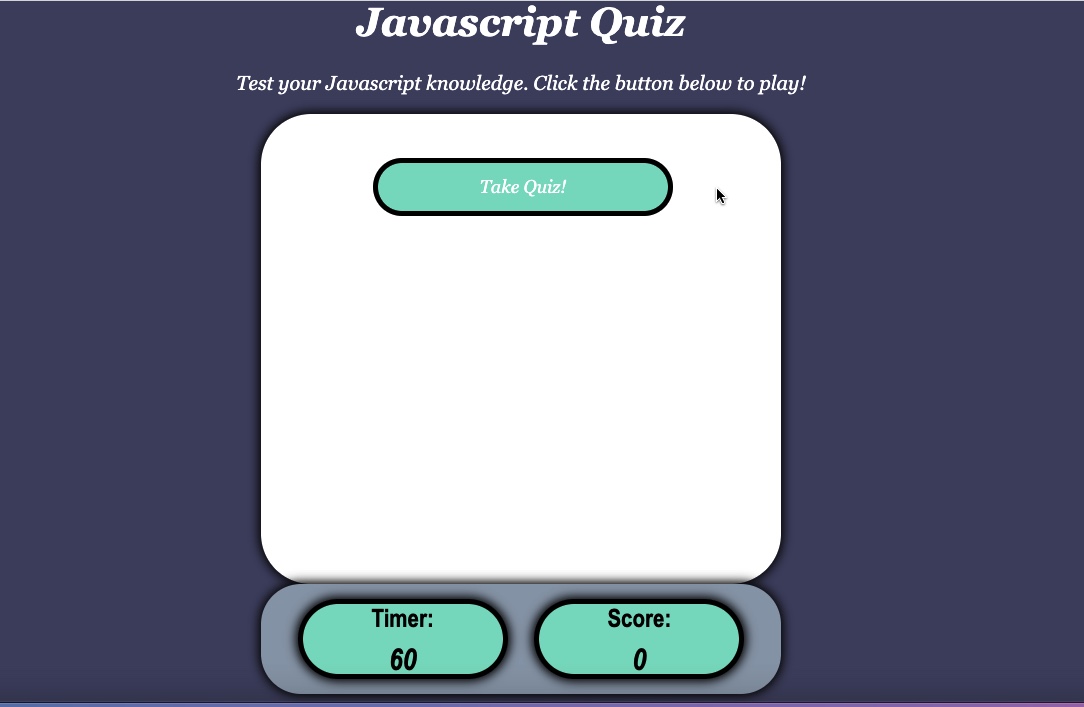 Javascript Quiz
Test your Javascript knowledge. Click the button below to play!
Take Quiz!
Timer:
60
Score:
0